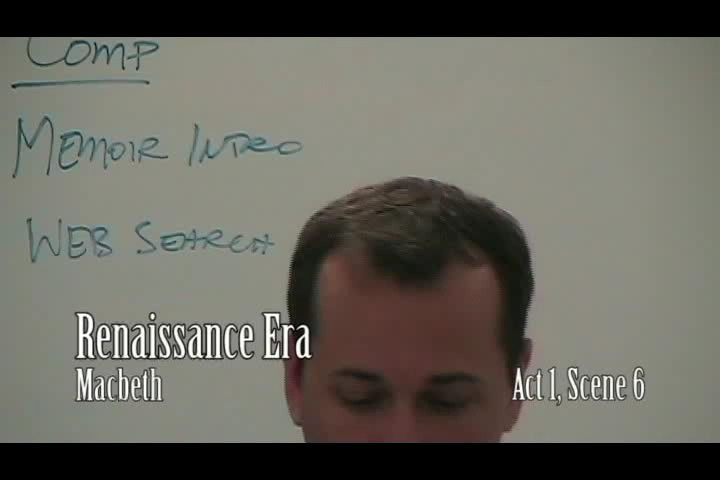 COMP
MEMOIR INTRO
WEB SEARCH
Renaissance Era
Macbeth
Act 1, Scene 6